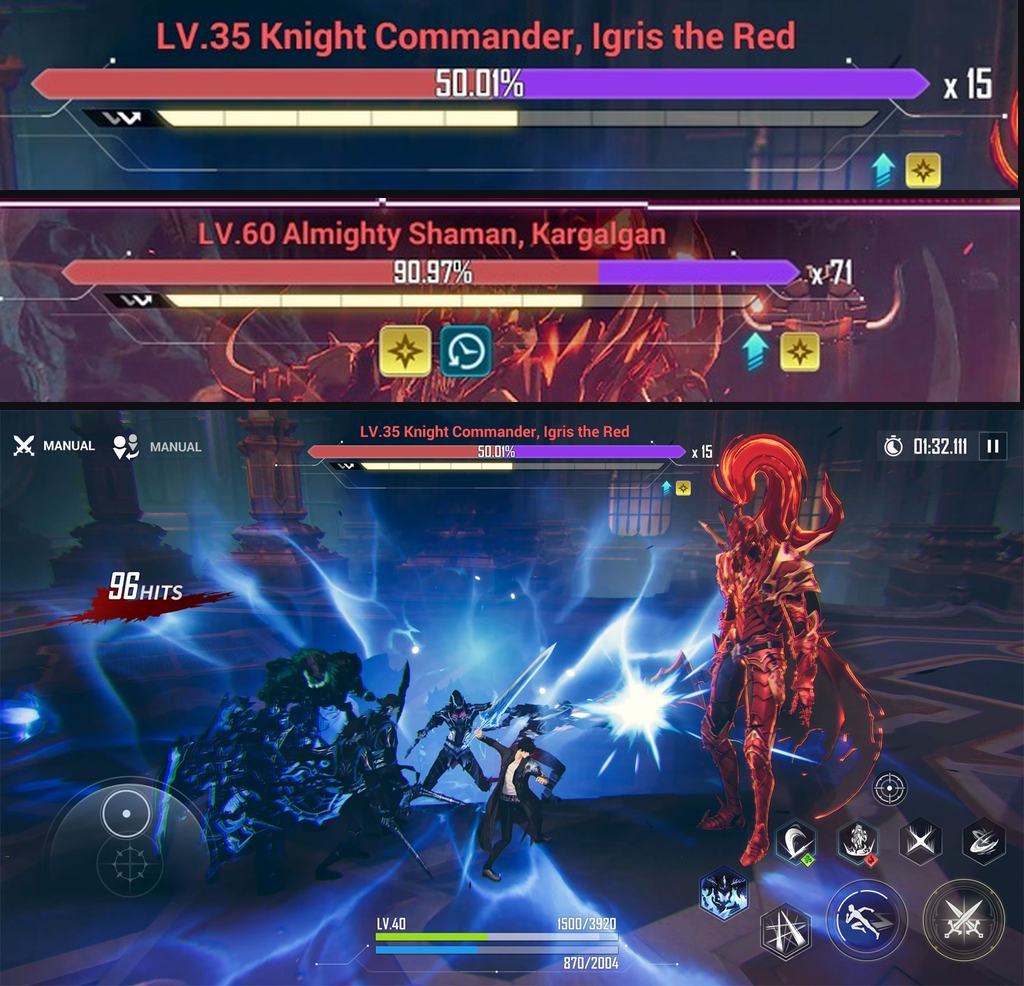 LV.35 Knight Commander, Igris the Red
50.01%
x 15
LV.60 Almighty Shaman, Kargalgan
90.97%
x 71
MANUAL
MANUAL
LV.35 Knight Commander, Igris the Red
50.01%
x 15
01:32.111
96 HITS
LV.40
1500/3920
870/2004